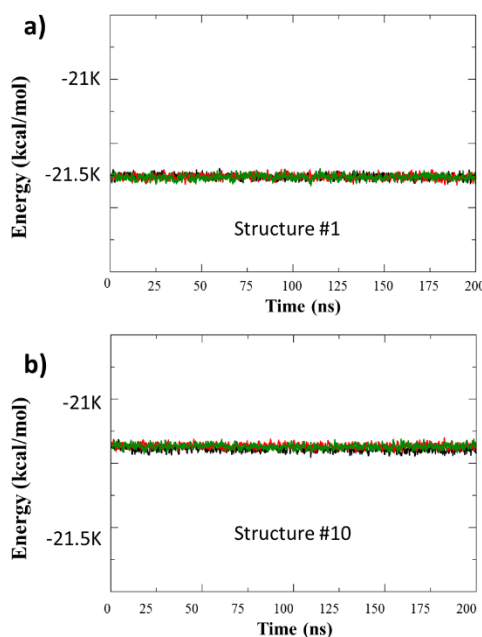 a)
-21K
-21.5K
Energy (kcal/mol)
Structure #1
0 25 50 75 100 125 150 175 200
Time (ns)
b)
-21K
-21.5K
Energy (kcal/mol)
Structure #10
0 25 50 75 100 125 150 175 200
Time (ns)